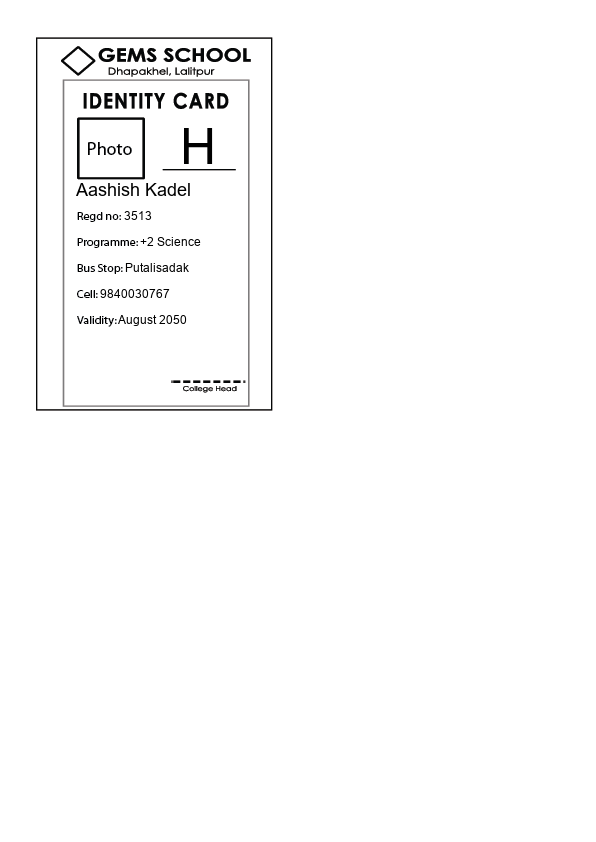 GEMS SCHOOL
Dhapakhel, Lalitpur
IDENTITY CARD
Photo
H
Aashish Kadel
Regd no: 3513
Programme: +2 Science
Bus Stop: Putalisadak
Cell: 9840030767
Validity: August 2050
College Head